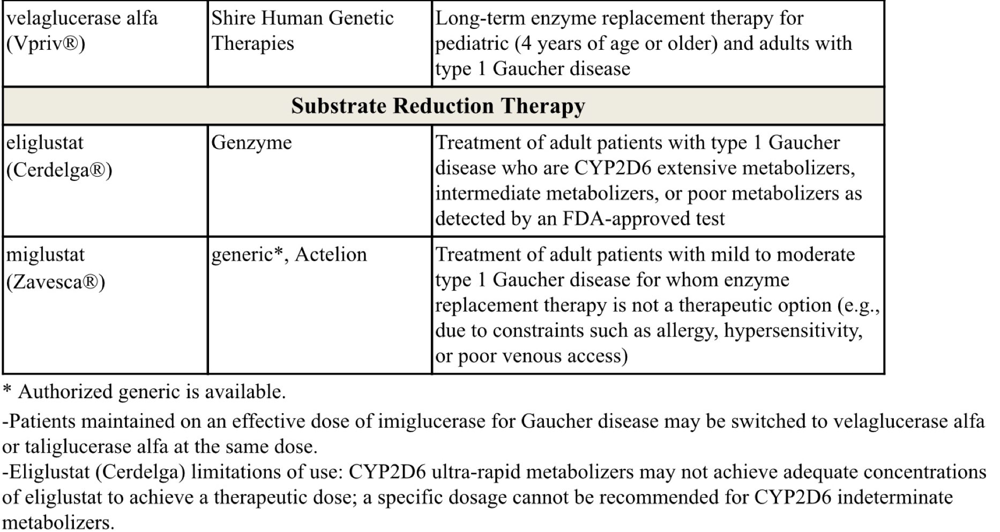 velaglucerase alfa
(Vpriv®)
Shire Human Genetic
Therapies
Long-term enzyme replacement therapy for
pediatric (4 years of age or older) and adults with
type 1 Gaucher disease
Substrate Reduction Therapy
eliglustat
(Cerdelga®)
Genzyme
Treatment of adult patients with type 1 Gaucher
disease who are CYP2D6 extensive metabolizers,
intermediate metabolizers, or poor metabolizers as
detected by an FDA-approved test
miglustat
(Zavesca®)
generic*, Actelion
Treatment of adult patients with mild to moderate
type 1 Gaucher disease for whom enzyme
replacement therapy is not a therapeutic option (e.g.,
due to constraints such as allergy, hypersensitivity,
or poor venous access)
* Authorized generic is available.
-Patients maintained on an effective dose of imiglucerase for Gaucher disease may be switched to velaglucerase alfa
or taliglucerase alfa at the same dose.
-Eliglustat (Cerdelga) limitations of use: CYP2D6 ultra-rapid metabolizers may not achieve adequate concentrations
of eliglustat to achieve a therapeutic dose; a specific dosage cannot be recommended for CYP2D6 indeterminate
metabolizers.